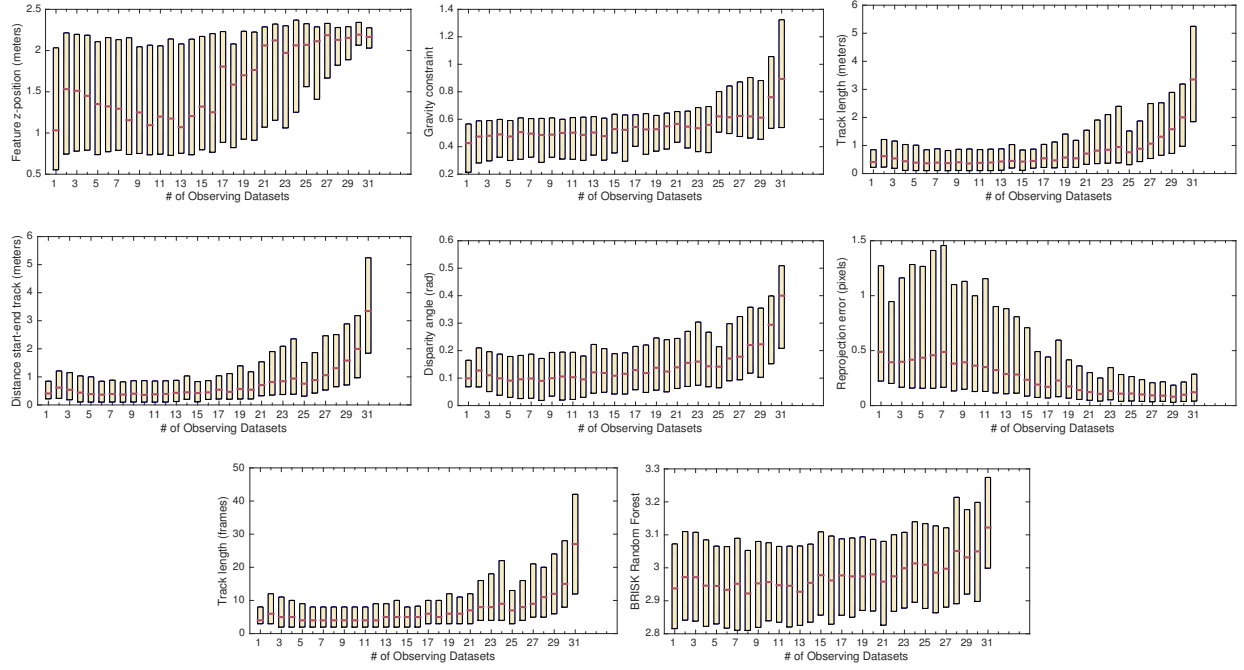 Feature z-position (meters)
2.5
2
1.5
1
0.5
1 3 5 7 9 11 13 15 17 19 21 23 25 27 29 31
# of Observing Datasets
Gravity constraint
1.4
1.2
1
0.8
0.6
0.4
0.2
1 3 5 7 9 11 13 15 17 19 21 23 25 27 29 31
# of Observing Datasets
Track length (meters)
6
5
4
3
2
1
0
1 3 5 7 9 11 13 15 17 19 21 23 25 27 29 31
# of Observing Datasets
Distance start-end track (meters)
6
5
4
3
2
1
0
1 3 5 7 9 11 13 15 17 19 21 23 25 27 29 31
# of Observing Datasets
Disparity angle (rad)
0.6
0.5
0.4
0.3
0.2
0.1
0.0
1 3 5 7 9 11 13 15 17 19 21 23 25 27 29 31
# of Observing Datasets
Reprojection error (pixels)
1.5
1
0.5
0
1 3 5 7 9 11 13 15 17 19 21 23 25 27 29 31
# of Observing Datasets
Track length (frames)
50
40
30
20
10
0
1 3 5 7 9 11 13 15 17 19 21 23 25 27 29 31
# of Observing Datasets
BRISK Random Forest
3.3
3.2
3.1
3
2.9
2.8
1 3 5 7 9 11 13 15 17 19 21 23 25 27 29 31
# of Observing Datasets